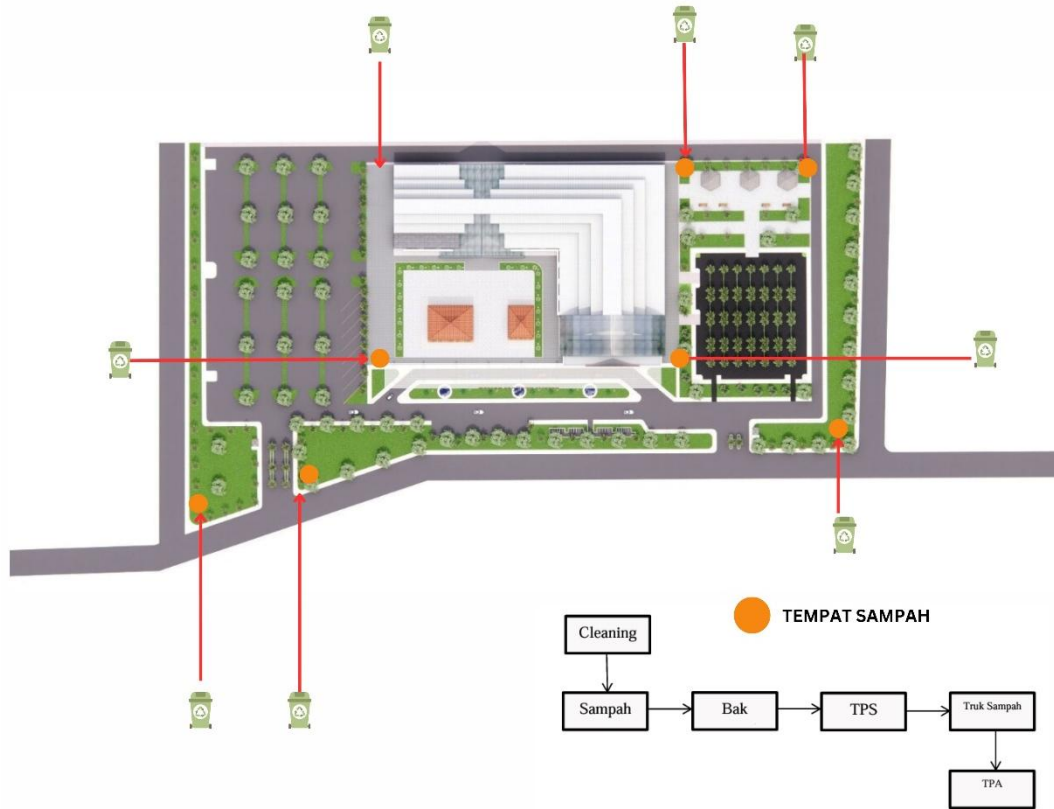 TEMPAT SAMPAH
Cleaning
Sampah
Bak
TPS
Truk Sampah
TPA